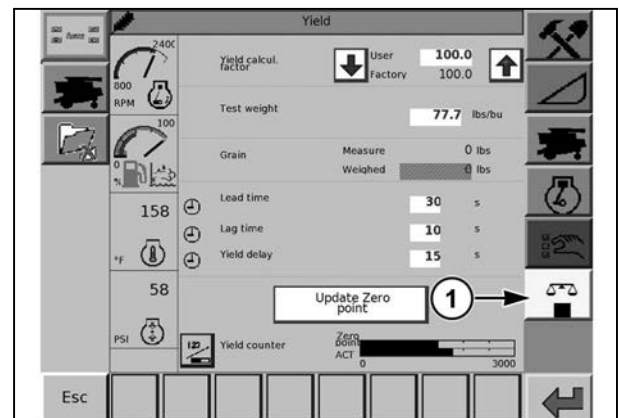 Yield
2400
800
RPM
Yield calcul.
factor
User 100.0
Factory 100.0
Test weight 77.7 lbs/bu
100
0
%
Grain Measure 0 lbs
Weighed 0 lbs
158
°F
Lead time 30 s
Lag time 10 s
Yield delay 15 s
58
PSI
Update Zero
point
1
120
Yield counter
Zero
point
ACT
0 3000
Esc